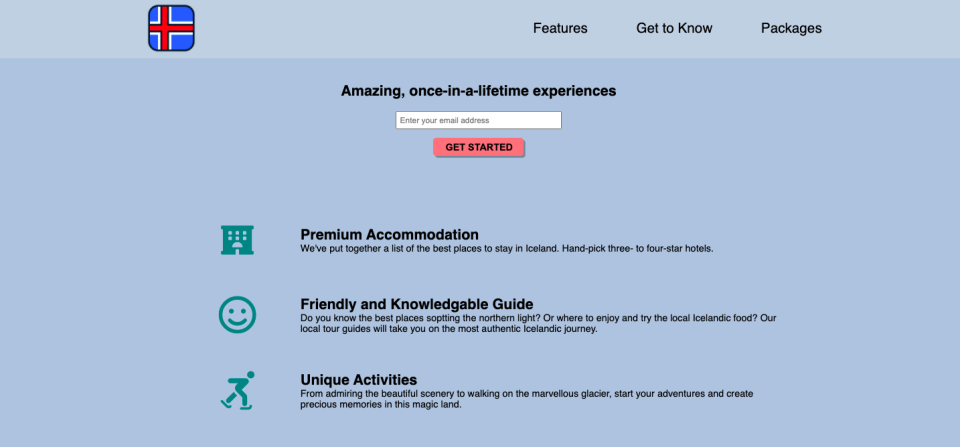 Features Get to Know Packages
Amazing, once-in-a-lifetime experiences
Enter your email address
GET STARTED
Premium Accommodation
We've put together a list of the best places to stay in Iceland. Hand-pick three- to four-star hotels.
Friendly and Knowledgable Guide
Do you know the best places soptting the northern light? Or where to enjoy and try the local Icelandic food? Our
local tour guides will take you on the most authentic Icelandic journey.
Unique Activities
From admiring the beautiful scenery to walking on the marvellous glacier, start your adventures and create
precious memories in this magic land.